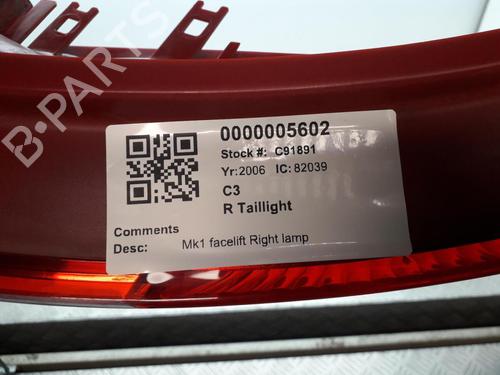 0000005602
Stock #: C91891
Yr:2006 IC:82039
C3
R Taillight
Comments
Desc: Mk1 facelift Right lamp
B-PARTS